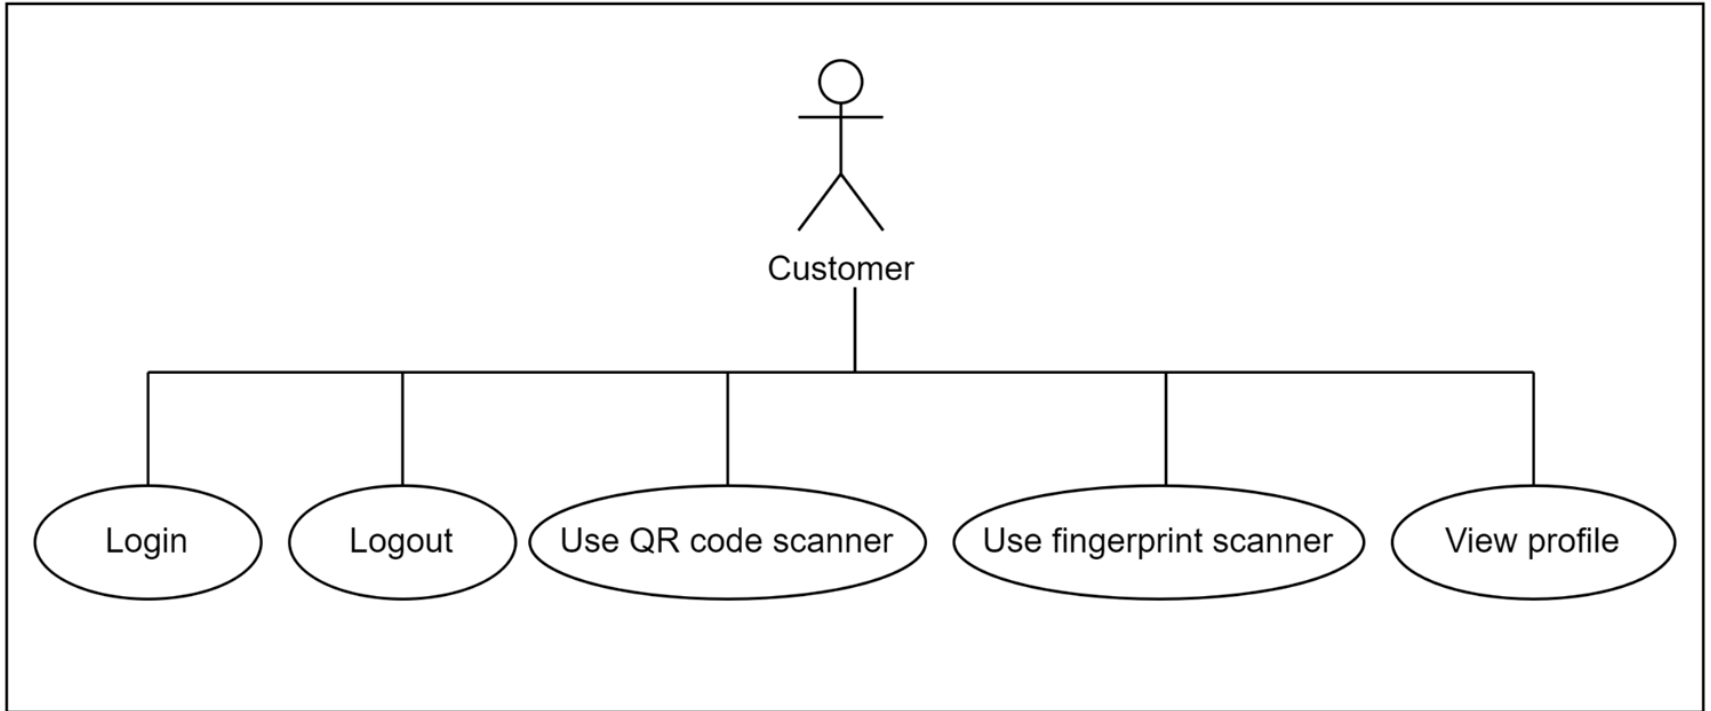 Customer
Login
Logout
Use QR code scanner
Use fingerprint scanner
View profile